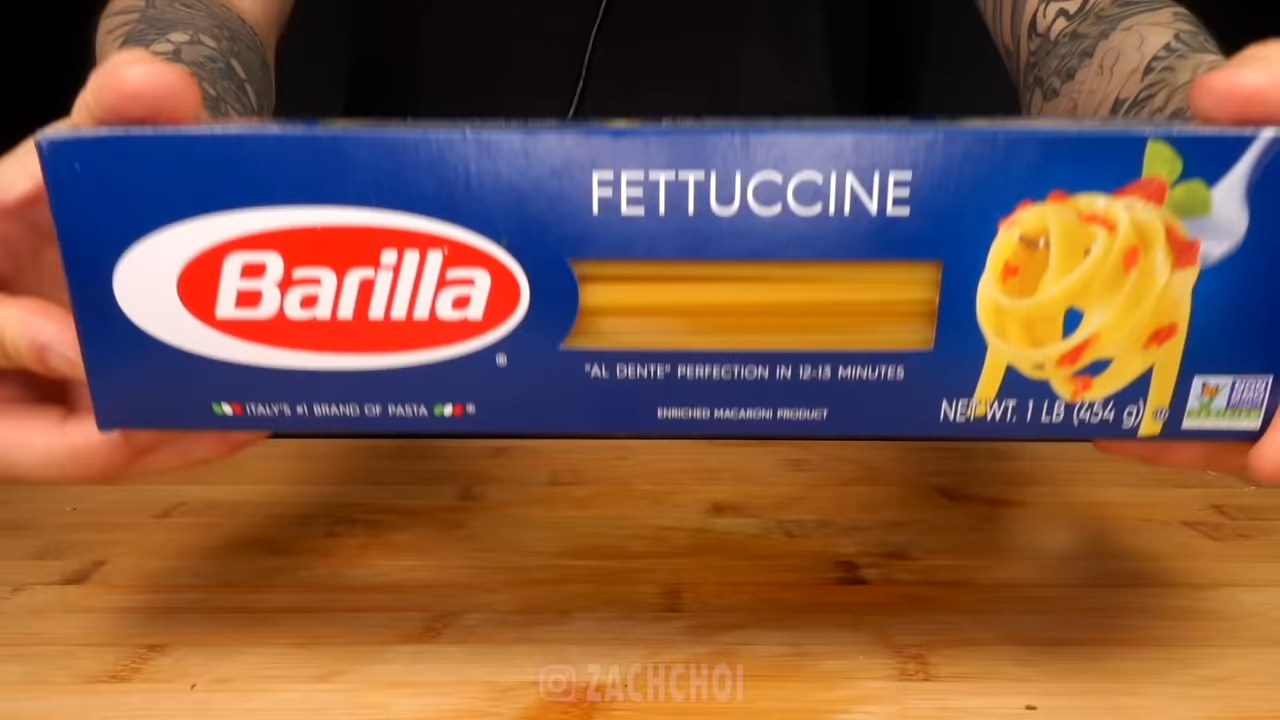 FETTUCCINE
Barilla
®
"AL DENTE" PERFECTION IN 12-13 MINUTES
ITALY'S #1 BRAND OF PASTA ®
ENRICHED MACARONI PRODUCT
NET WT. 1 LB (454 g)
ZACHCHOI